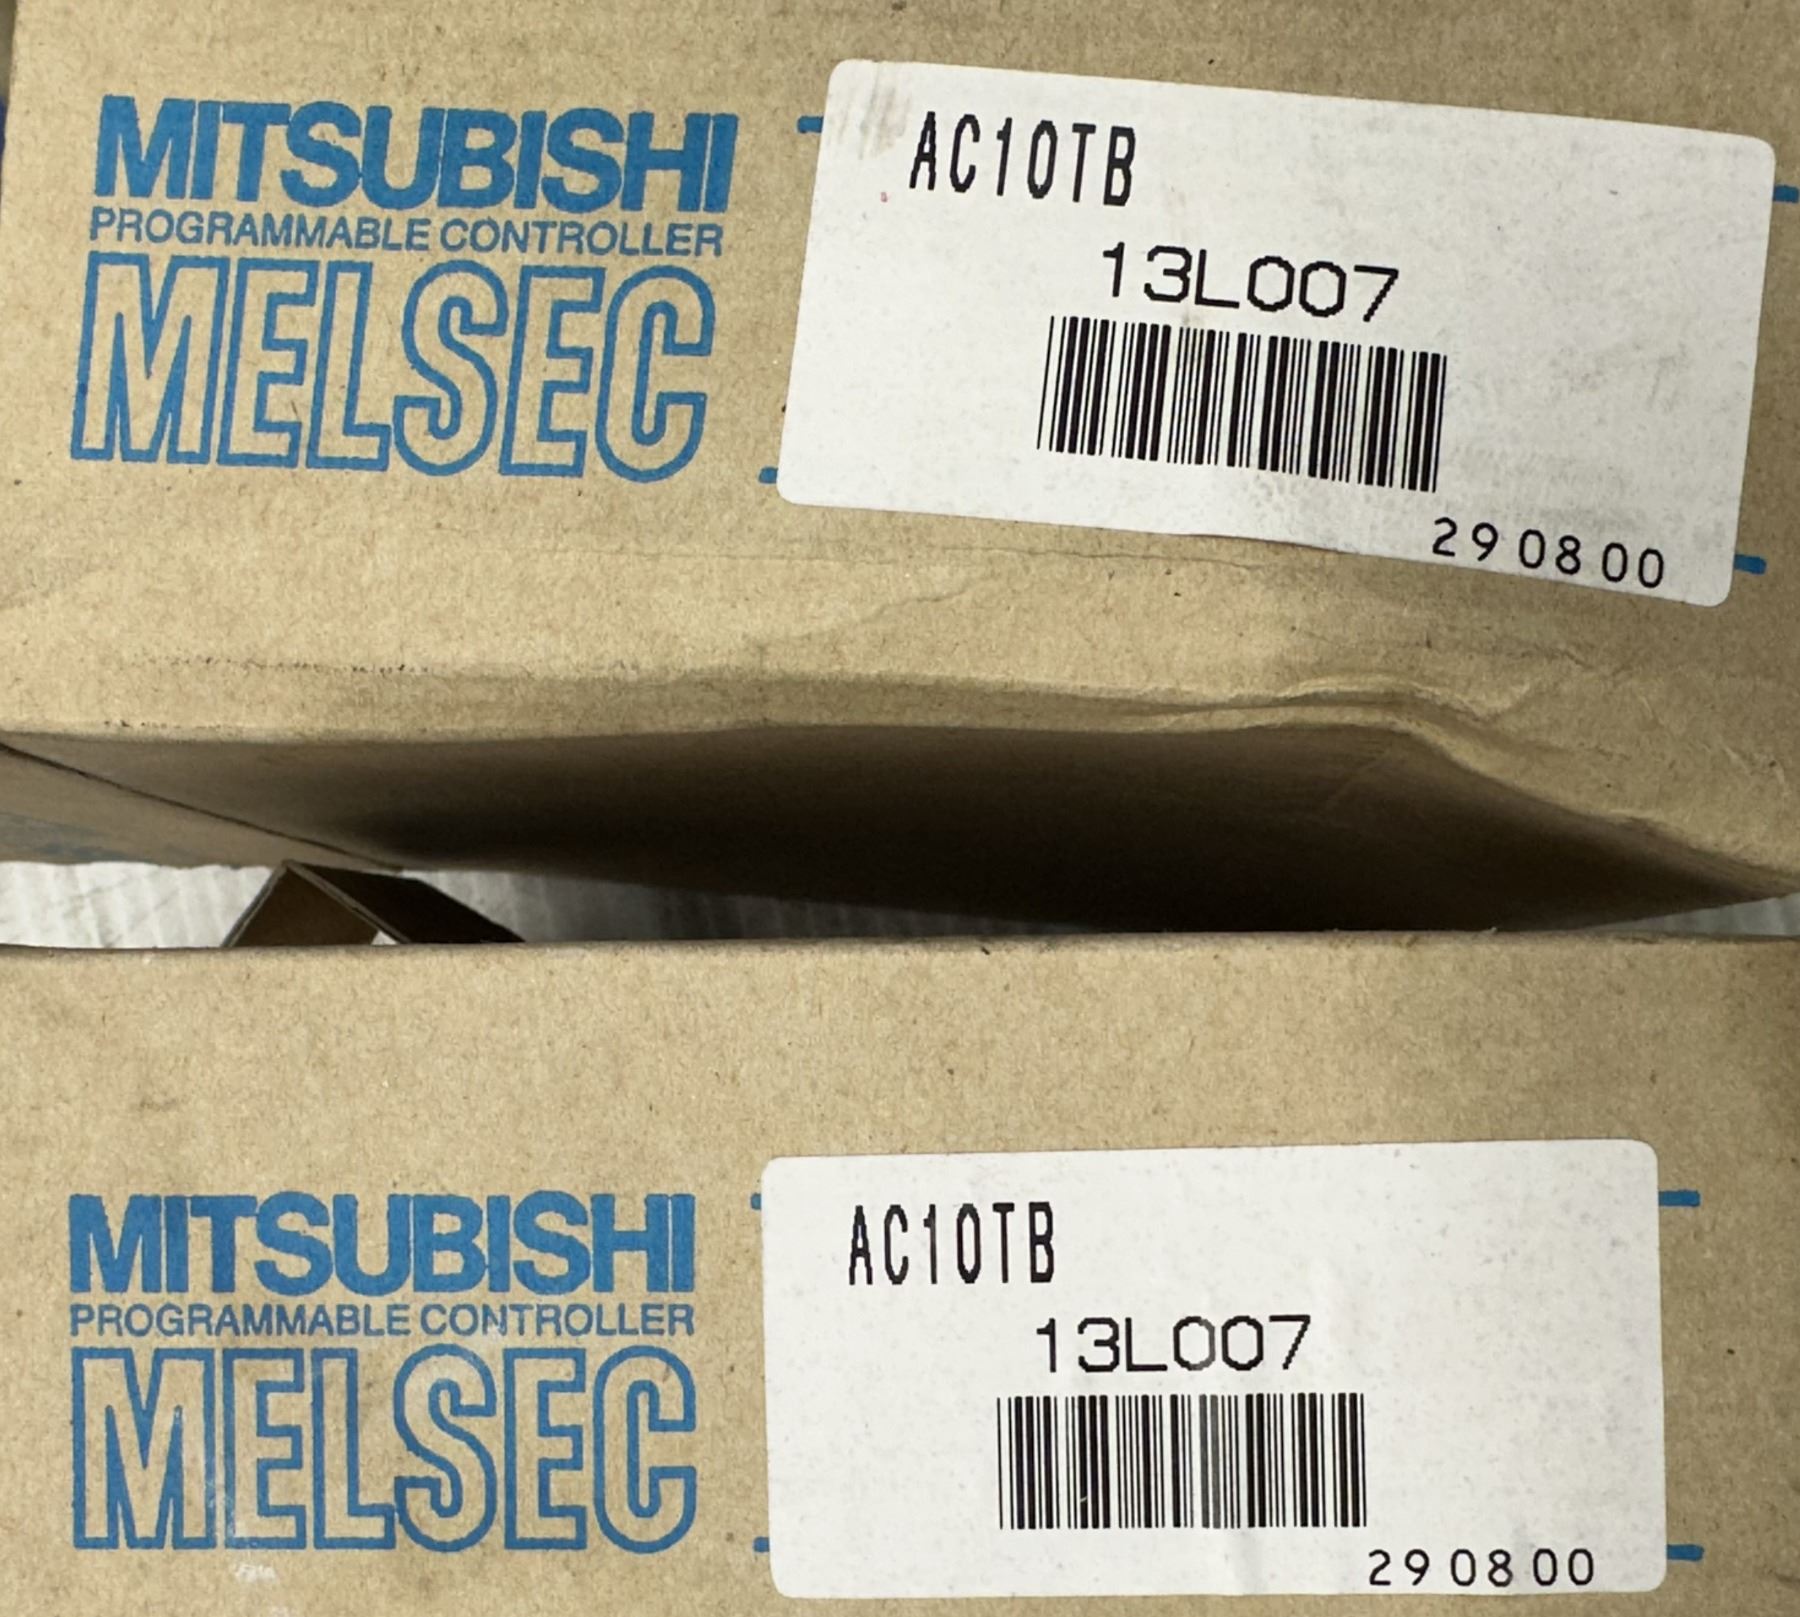 MITSUBISHI
PROGRAMMABLE CONTROLLER
MELSEC
AC10TB
13L007
290800
MITSUBISHI
PROGRAMMABLE CONTROLLER
MELSEC
AC10TB
13L007
290800